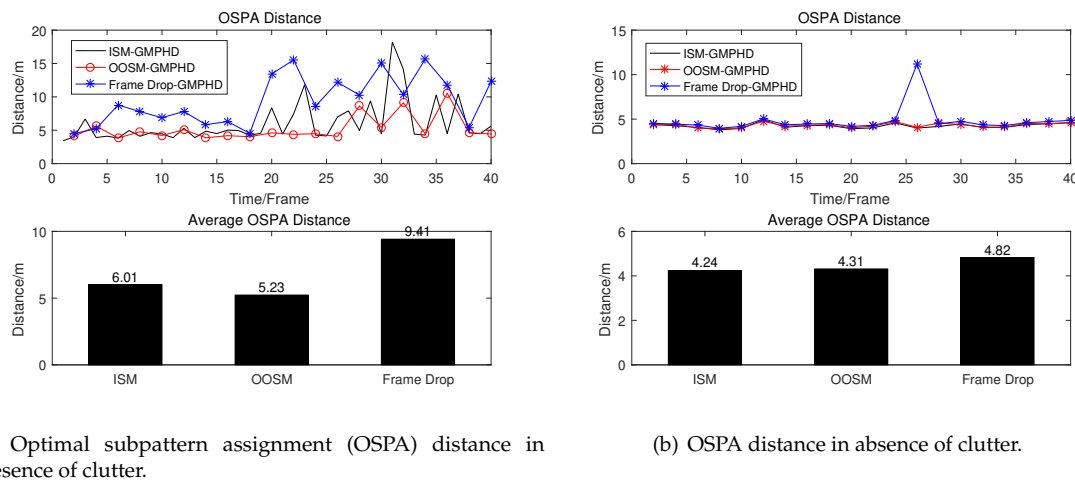 OSPA Distance
20
15
10
5
0
Distance/m
ISM-GMPHD
OOSM-GMPHD
Frame Drop-GMPHD
0 5 10 15 20 25 30 35 40
Time/Frame
Average OSPA Distance
10
5
0
Distance/m
6.01
5.23
9.41
ISM OOSM Frame Drop
Optimal subpattern assignment (OSPA) distance in
esence of clutter.
OSPA Distance
15
10
5
0
Distance/m
ISM-GMPHD
OOSM-GMPHD
Frame Drop-GMPHD
0 5 10 15 20 25 30 35 40
Time/Frame
Average OSPA Distance
6
4
2
0
Distance/m
4.24
4.31
4.82
ISM OOSM Frame Drop
(b) OSPA distance in absence of clutter.